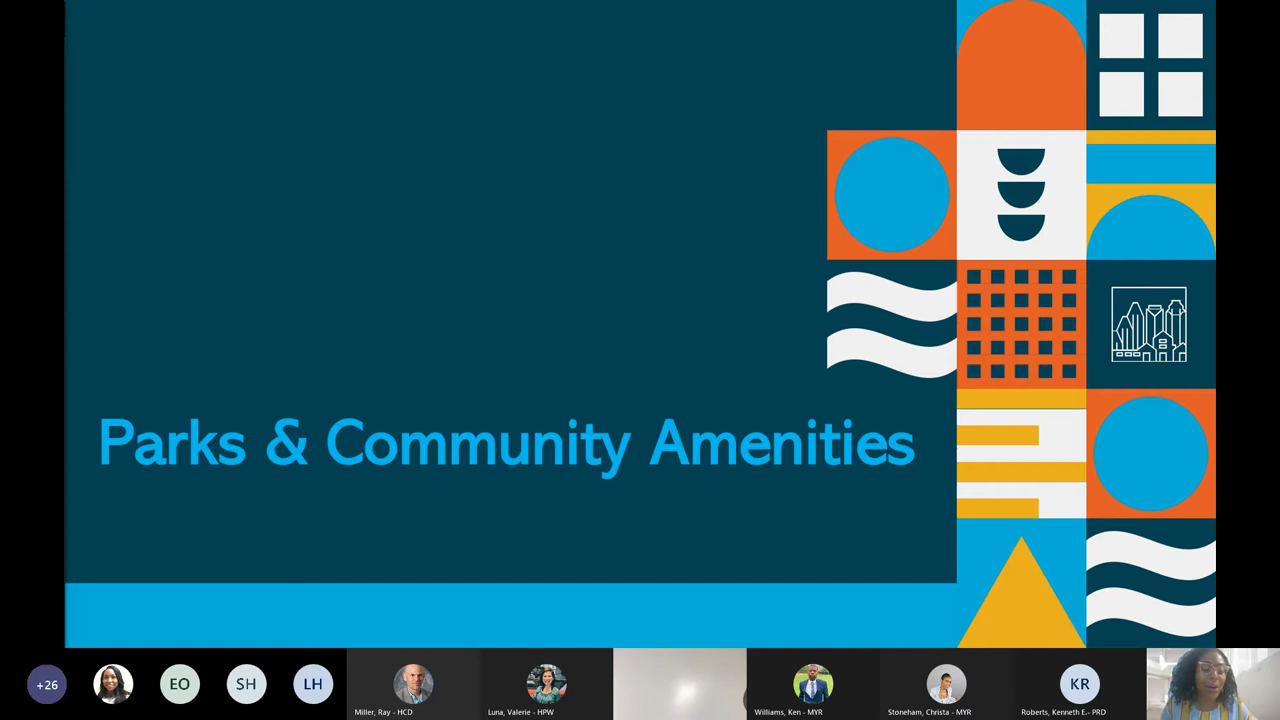 Parks & Community Amenities
+26
EO
SH
LH
Miller, Ray - HCD
Luna, Valerie - HPW
Williams, Ken - MYR
Stoneham, Christa - MYR
KR
Roberts, Kenneth E.- PRD